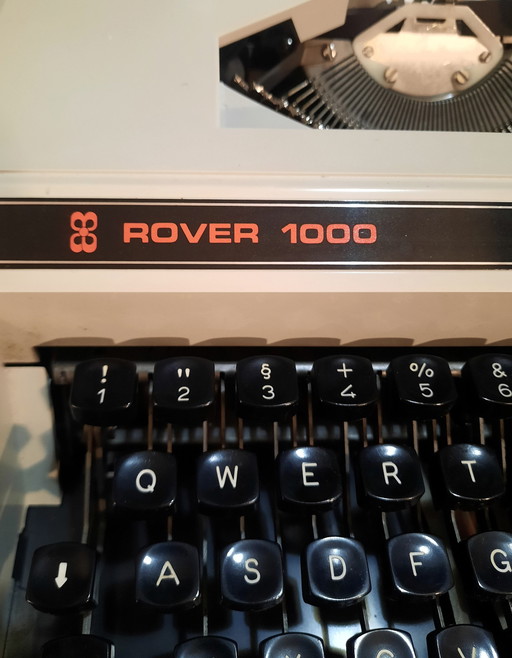 ROVER 1000
! " § + % &
1 2 3 4 5 6
Q W E R T
A S D F G